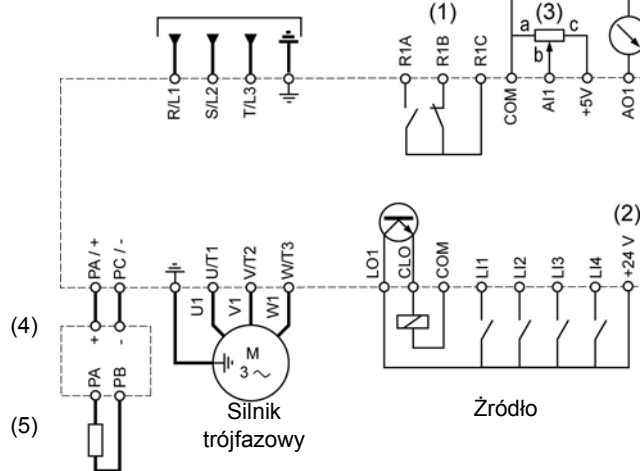 (1)
(3)
a
c
b
R/L1
S/L2
T/L3
R1A
R1B
R1C
COM
AI1
+5V
AO1
(2)
PA / +
PC / -
U/T1
V/T2
W/T3
LO1
CLO
COM
LI1
LI2
LI3
LI4
+24 V
U1
V1
W1
(4)
+
-
M
3 ~
PA
PB
(5)
Silnik
trójfazowy
Żródło